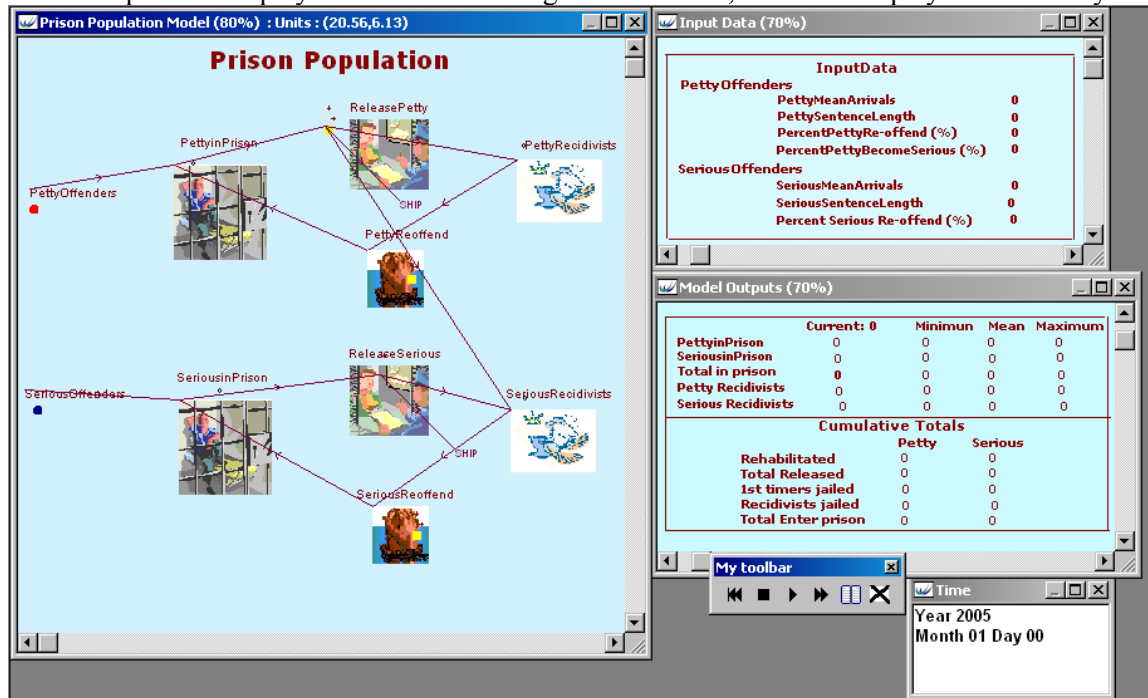 Prison Population Model (80%) : Units : (20.56,6.13)
Prison Population
ReleasePetty
PettyinPrison
PettyRecidivists
PettyOffenders
SHIP
PettyReoffend
ReleaseSerious
SeriousinPrison
SeriousOffenders
SeriousRecidivists
SHIP
SeriousReoffend
Input Data (70%)
InputData
PettyOffenders
PettyMeanArrivals 0
PettySentenceLength 0
PercentPettyRe-offend (%) 0
PercentPettyBecomeSerious (%) 0
SeriousOffenders
SeriousMeanArrivals 0
SeriousSentenceLength 0
Percent Serious Re-offend (%) 0
Model Outputs (70%)
Current: 0 Minimun Mean Maximum
PettyinPrison 0 0 0 0
SeriousinPrison 0 0 0 0
Total in prison 0 0 0 0
Petty Recidivists 0 0 0 0
Serious Recidivists 0 0 0 0
Cumulative Totals
Petty Serious
Rehabilitated 0 0
Total Released 0 0
1st timers jailed 0 0
Recidivists jailed 0 0
Total Enter prison 0 0
My toolbar
Time
Year 2005
Month 01 Day 00